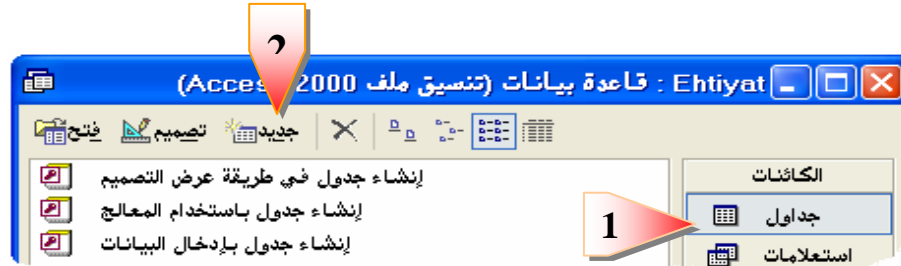 2
Ehtiyat : قاعدة بيانات (تنسيق ملف Access 2000)
فتح تصميم جديد
الكائنات
إنشاء جدول في طريقة عرض التصميم
جداول
إنشاء جدول باستخدام المعالج
1
إنشاء جدول بإدخال البيانات
استعلامات